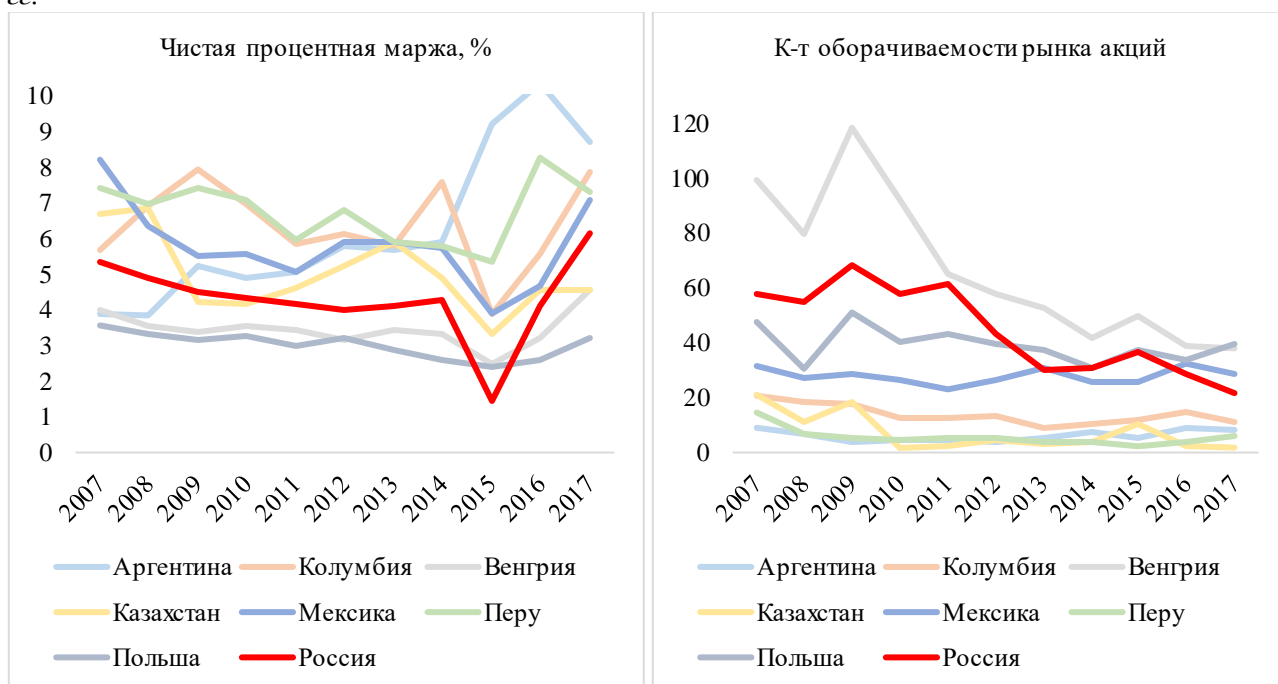 Чистая процентная маржа, %
10
9
8
7
6
5
4
3
2
1
0
2007 2008 2009 2010 2011 2012 2013 2014 2015 2016 2017
Аргентина Колумбия Венгрия
Казахстан Мексика Перу
Польша Россия
К-т оборачиваемости рынка акций
120
100
80
60
40
20
0
2007 2008 2009 2010 2011 2012 2013 2014 2015 2016 2017
Аргентина Колумбия Венгрия
Казахстан Мексика Перу
Польша Россия